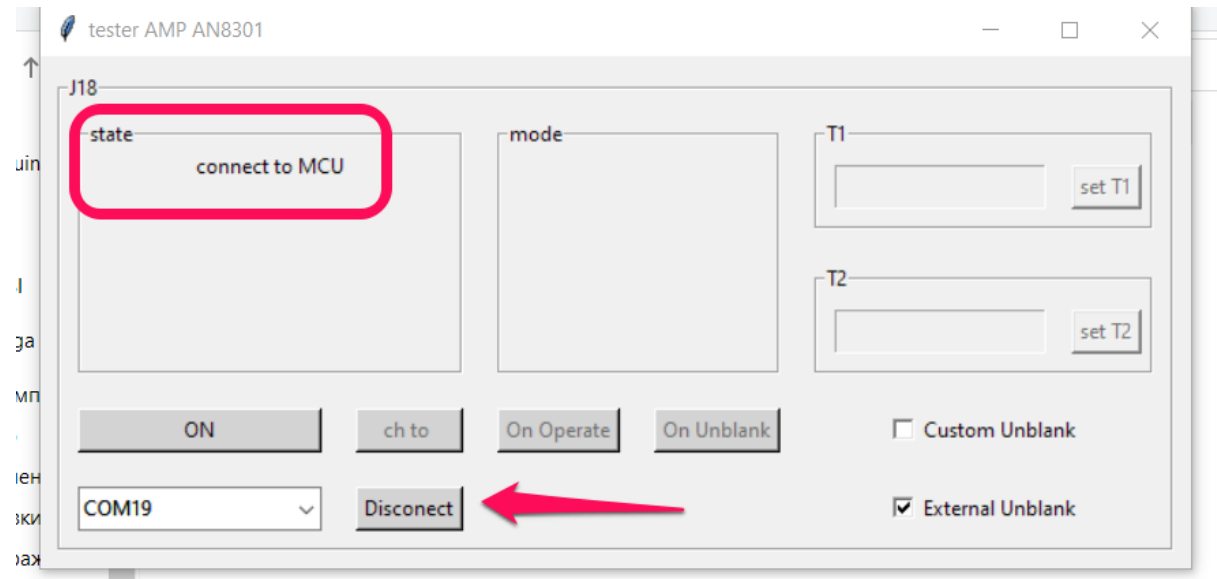 tester AMP AN8301
J18
state
connect to MCU
mode
T1
set T1
T2
set T2
ON
ch to
On Operate
On Unblank
Custom Unblank
COM19
Disconect
External Unblank